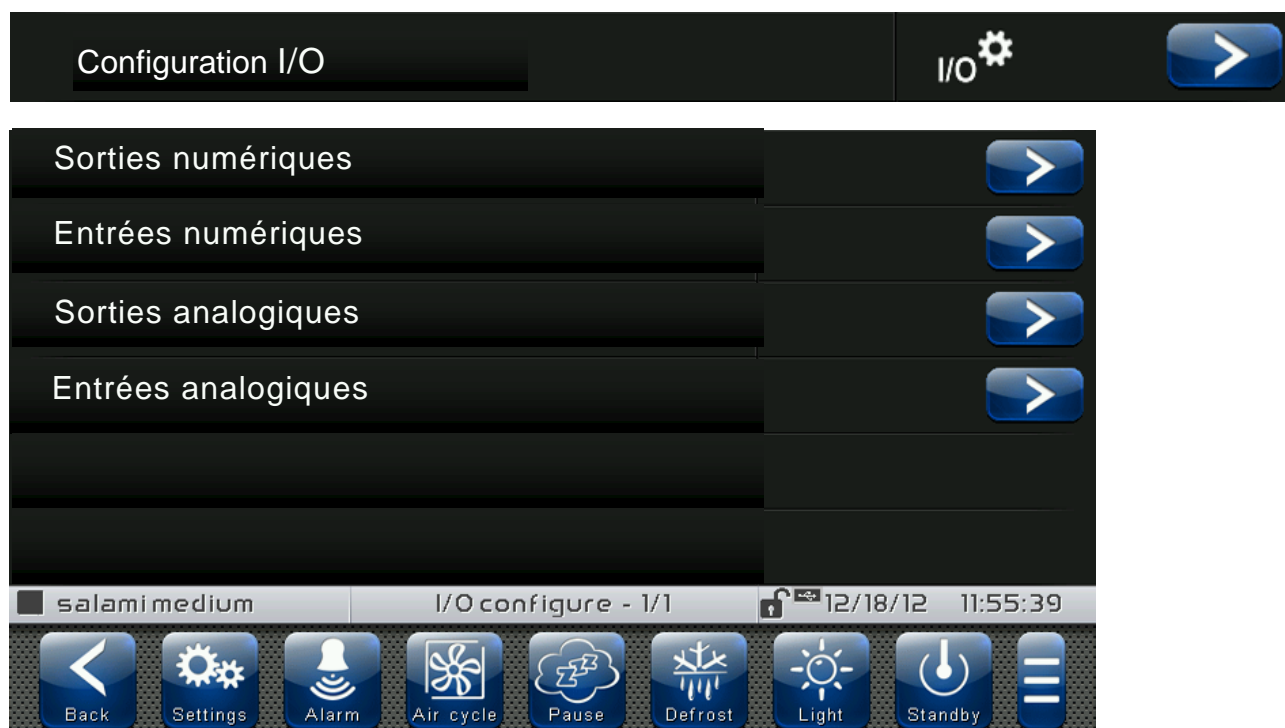 Configuration I/O
I/O
Sorties numériques
Entrées numériques
Sorties analogiques
Entrées analogiques
salami medium I/O configure - 1/1 12/18/12 11:55:39
Back Settings Alarm Air cycle Pause Defrost Light Standby